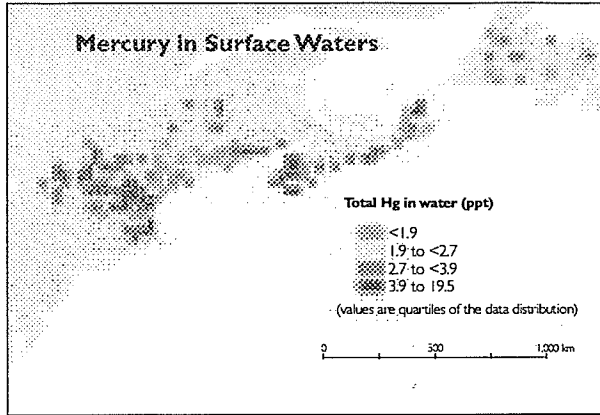 Mercury in Surface Waters
Total Hg in water (ppt)
<1.9
1.9 to <2.7
2.7 to <3.9
3.9 to 19.5
(values are quartiles of the data distribution)
0 500 1,000 km